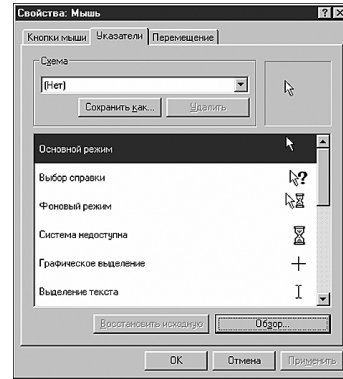 Свойства: Мышь
Кнопки мыши Указатели Перемещение
Схема
(Нет)
Сохранить как... Удалить
Основной режим
Выбор справки
Фоновый режим
Система недоступна
Графическое выделение
Выделение текста
Восстановить исходную Обзор...
OK Отмена Применить